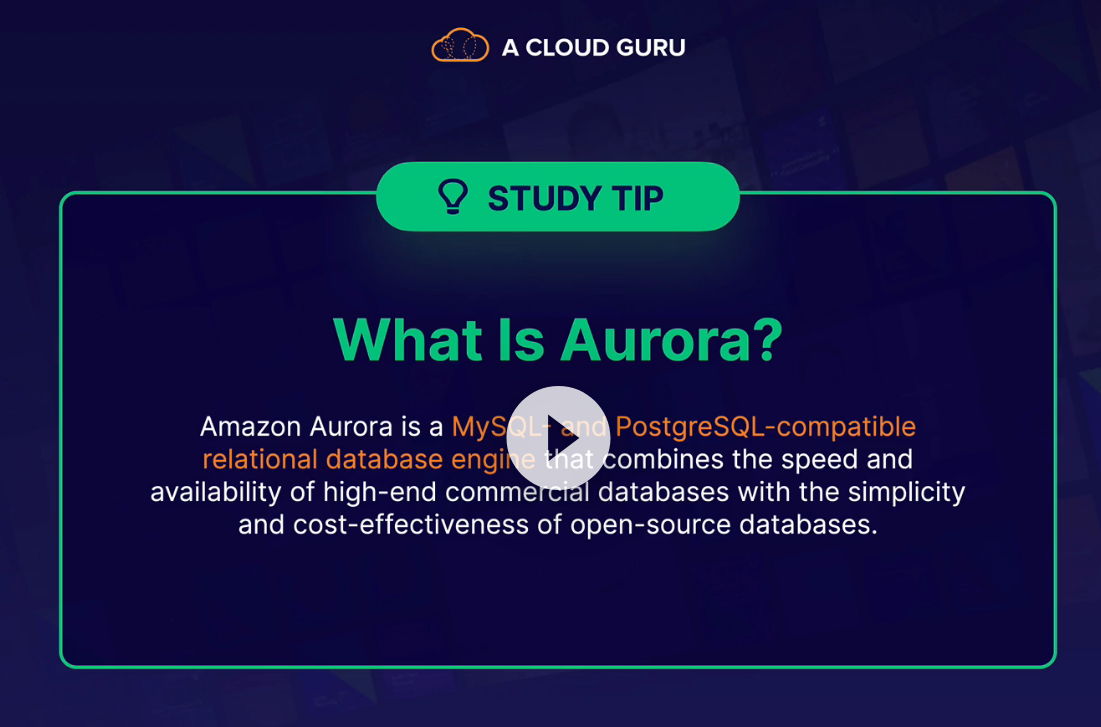 A CLOUD GURU
STUDY TIP
What Is Aurora?
Amazon Aurora is a MySQL- and PostgreSQL-compatible
relational database engine that combines the speed and
availability of high-end commercial databases with the simplicity
and cost-effectiveness of open-source databases.